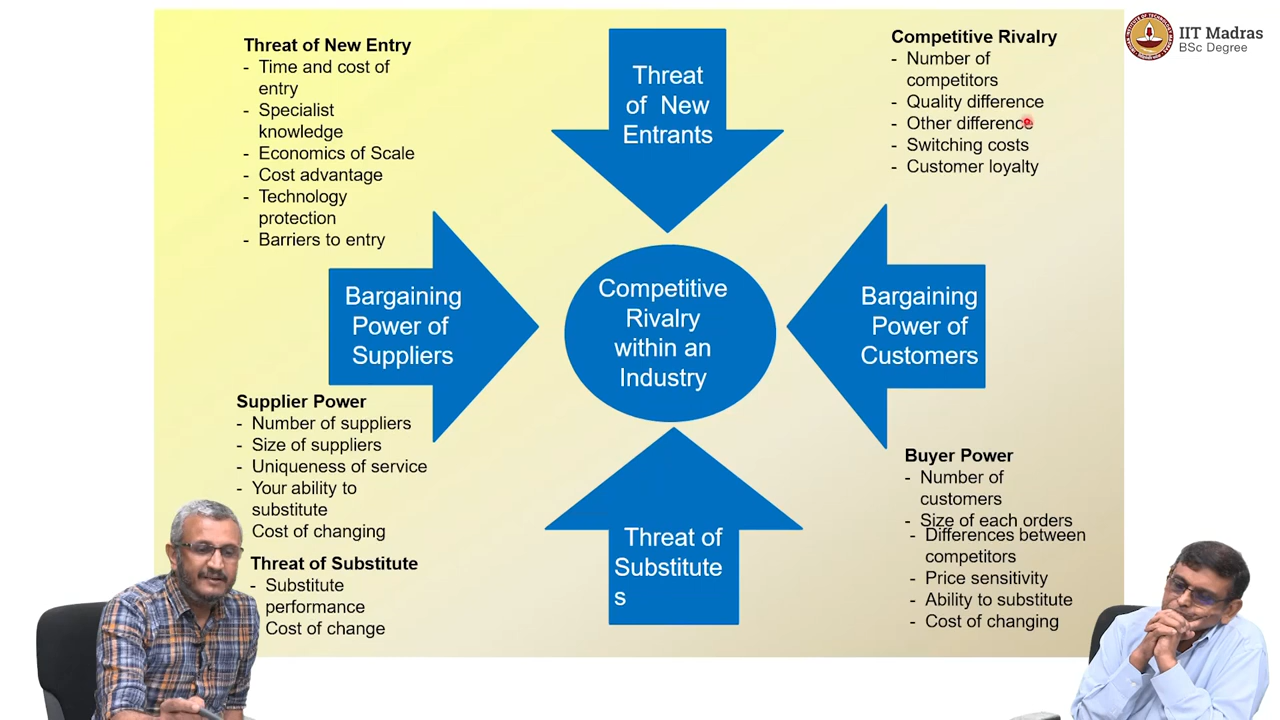 Threat of New Entry
- Time and cost of
entry
- Specialist
knowledge
- Economics of Scale
- Cost advantage
- Technology
protection
- Barriers to entry
Threat
of New
Entrants
Competitive Rivalry
- Number of
competitors
- Quality difference
- Other difference
- Switching costs
- Customer loyalty
IIT Madras
BSc Degree
Bargaining
Power of
Suppliers
Competitive
Rivalry
within an
Industry
Bargaining
Power of
Customers
Supplier Power
- Number of suppliers
- Size of suppliers
- Uniqueness of service
- Your ability to
substitute
Cost of changing
Threat of Substitute
- Substitute
performance
Cost of change
Threat of
Substitute
s
Buyer Power
- Number of
customers
- Size of each orders
- Differences between
competitors
- Price sensitivity
- Ability to substitute
- Cost of changing